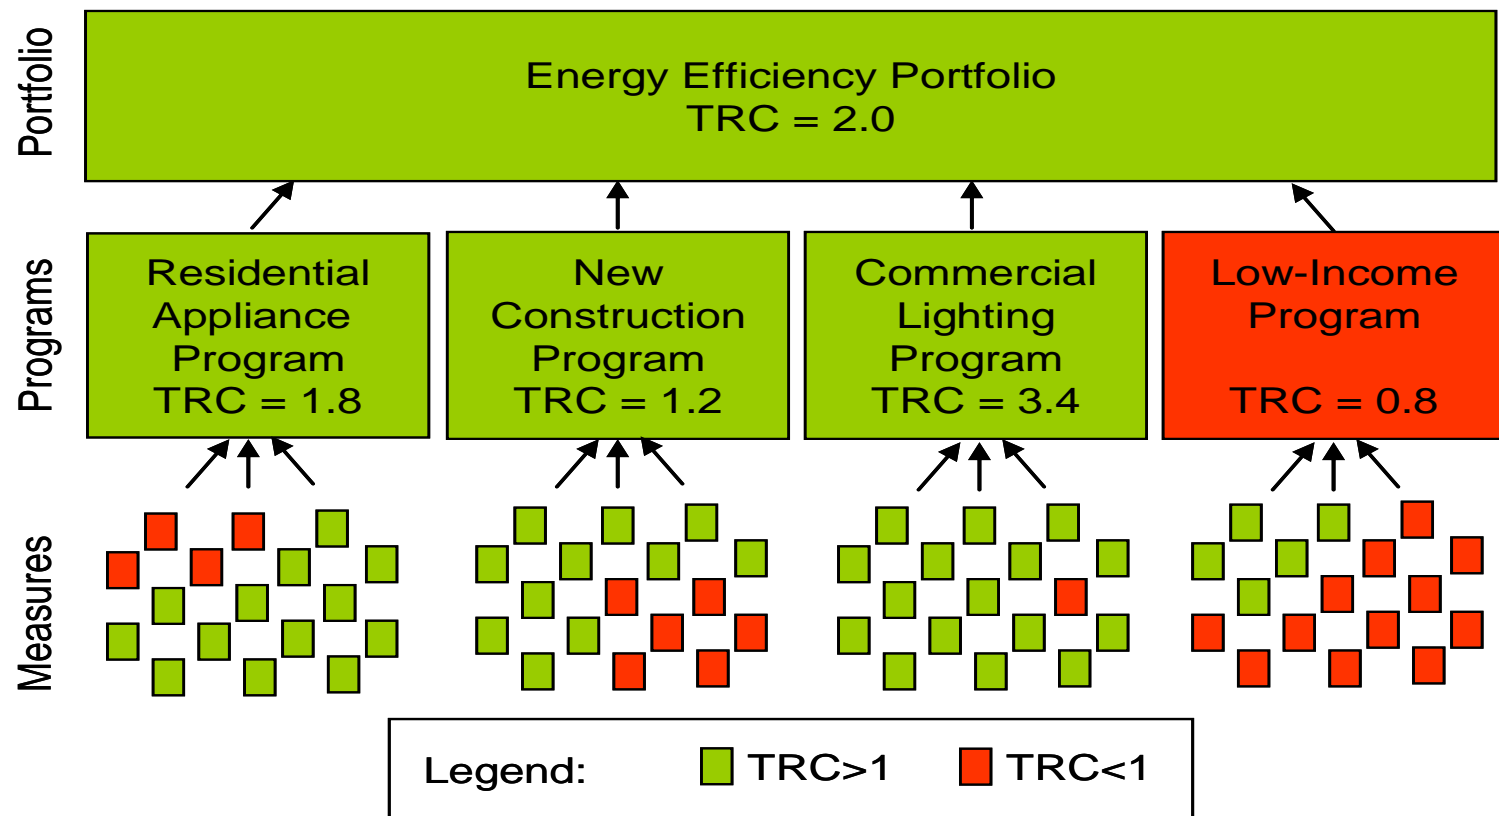 Portfolio
Energy Efficiency Portfolio
TRC = 2.0
Programs
Residential
Appliance
Program
TRC = 1.8
New
Construction
Program
TRC = 1.2
Commercial
Lighting
Program
TRC = 3.4
Low-Income
Program
TRC = 0.8
Measures
Legend:
TRC>1
TRC<1